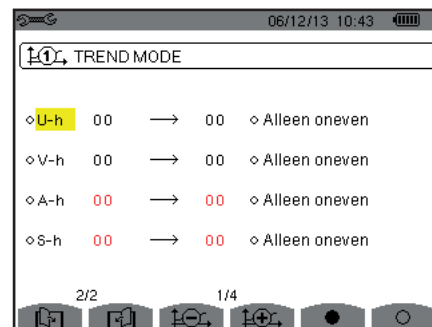 06/12/13 10:43
1 TREND MODE
U-h 00 → 00 Alleen oneven
V-h 00 → 00 Alleen oneven
A-h 00 → 00 Alleen oneven
S-h 00 → 00 Alleen oneven
2/2 1/4